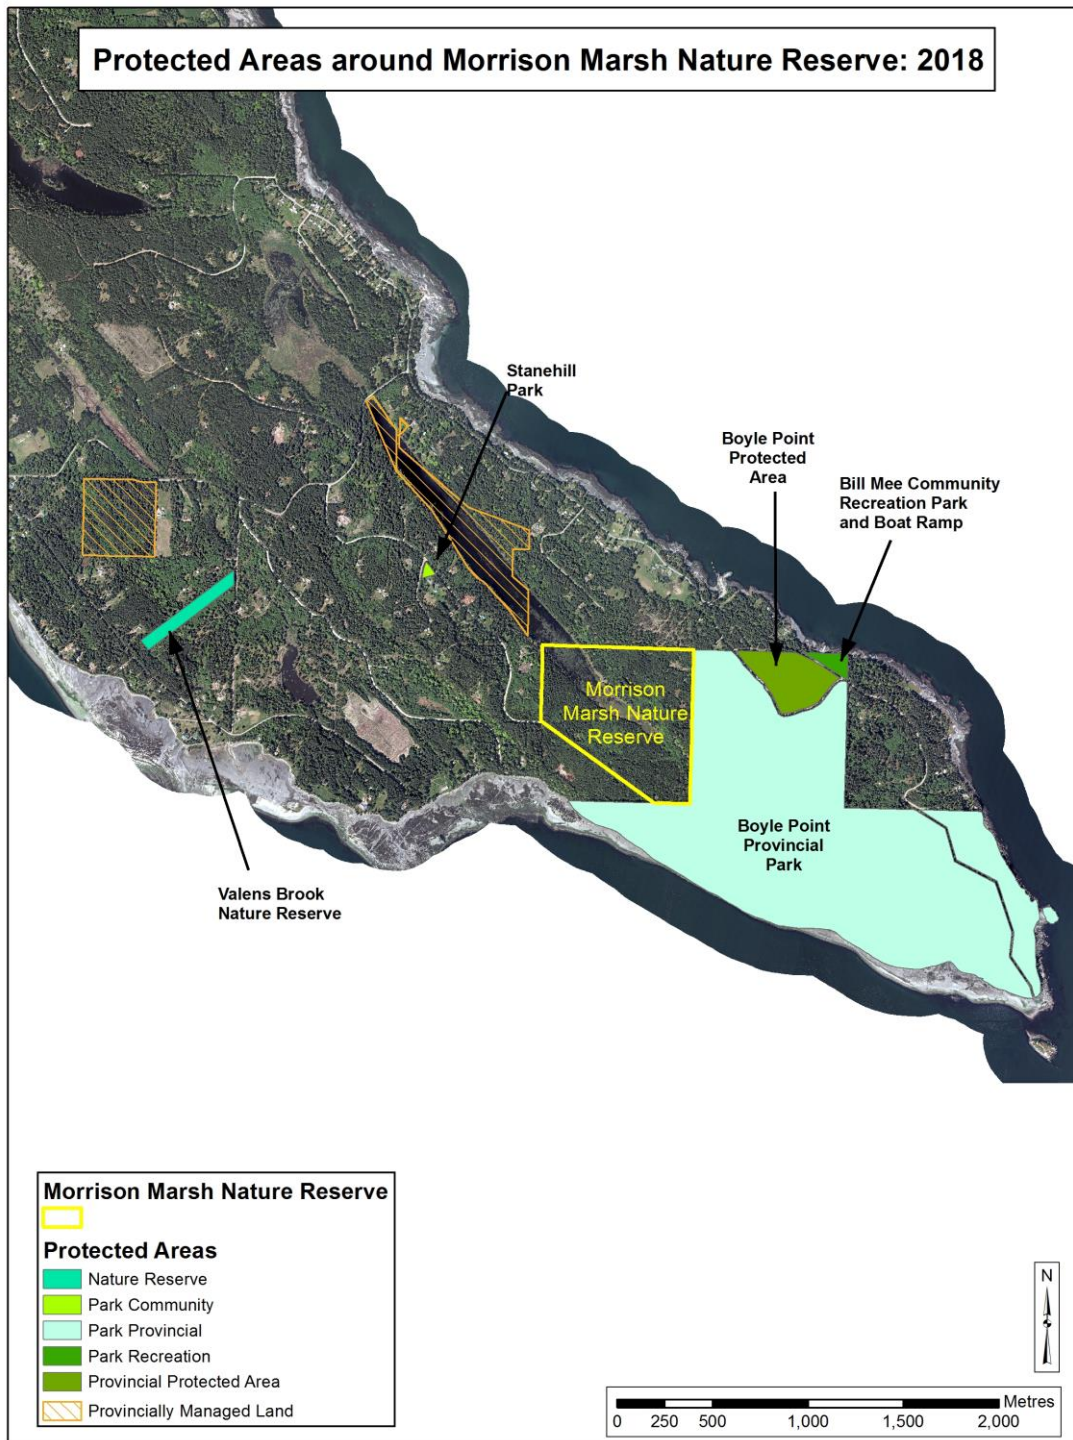 Protected Areas around Morrison Marsh Nature Reserve: 2018
Stanehill
Park
Boyle Point
Protected
Area
Bill Mee Community
Recreation Park
and Boat Ramp
Morrison
Marsh Nature
Reserve
Boyle Point
Provincial
Park
Valens Brook
Nature Reserve
Morrison Marsh Nature Reserve
Protected Areas
Nature Reserve
Park Community
Park Provincial
Park Recreation
Provincial Protected Area
Provincially Managed Land
N
Metres
0 250 500 1,000 1,500 2,000